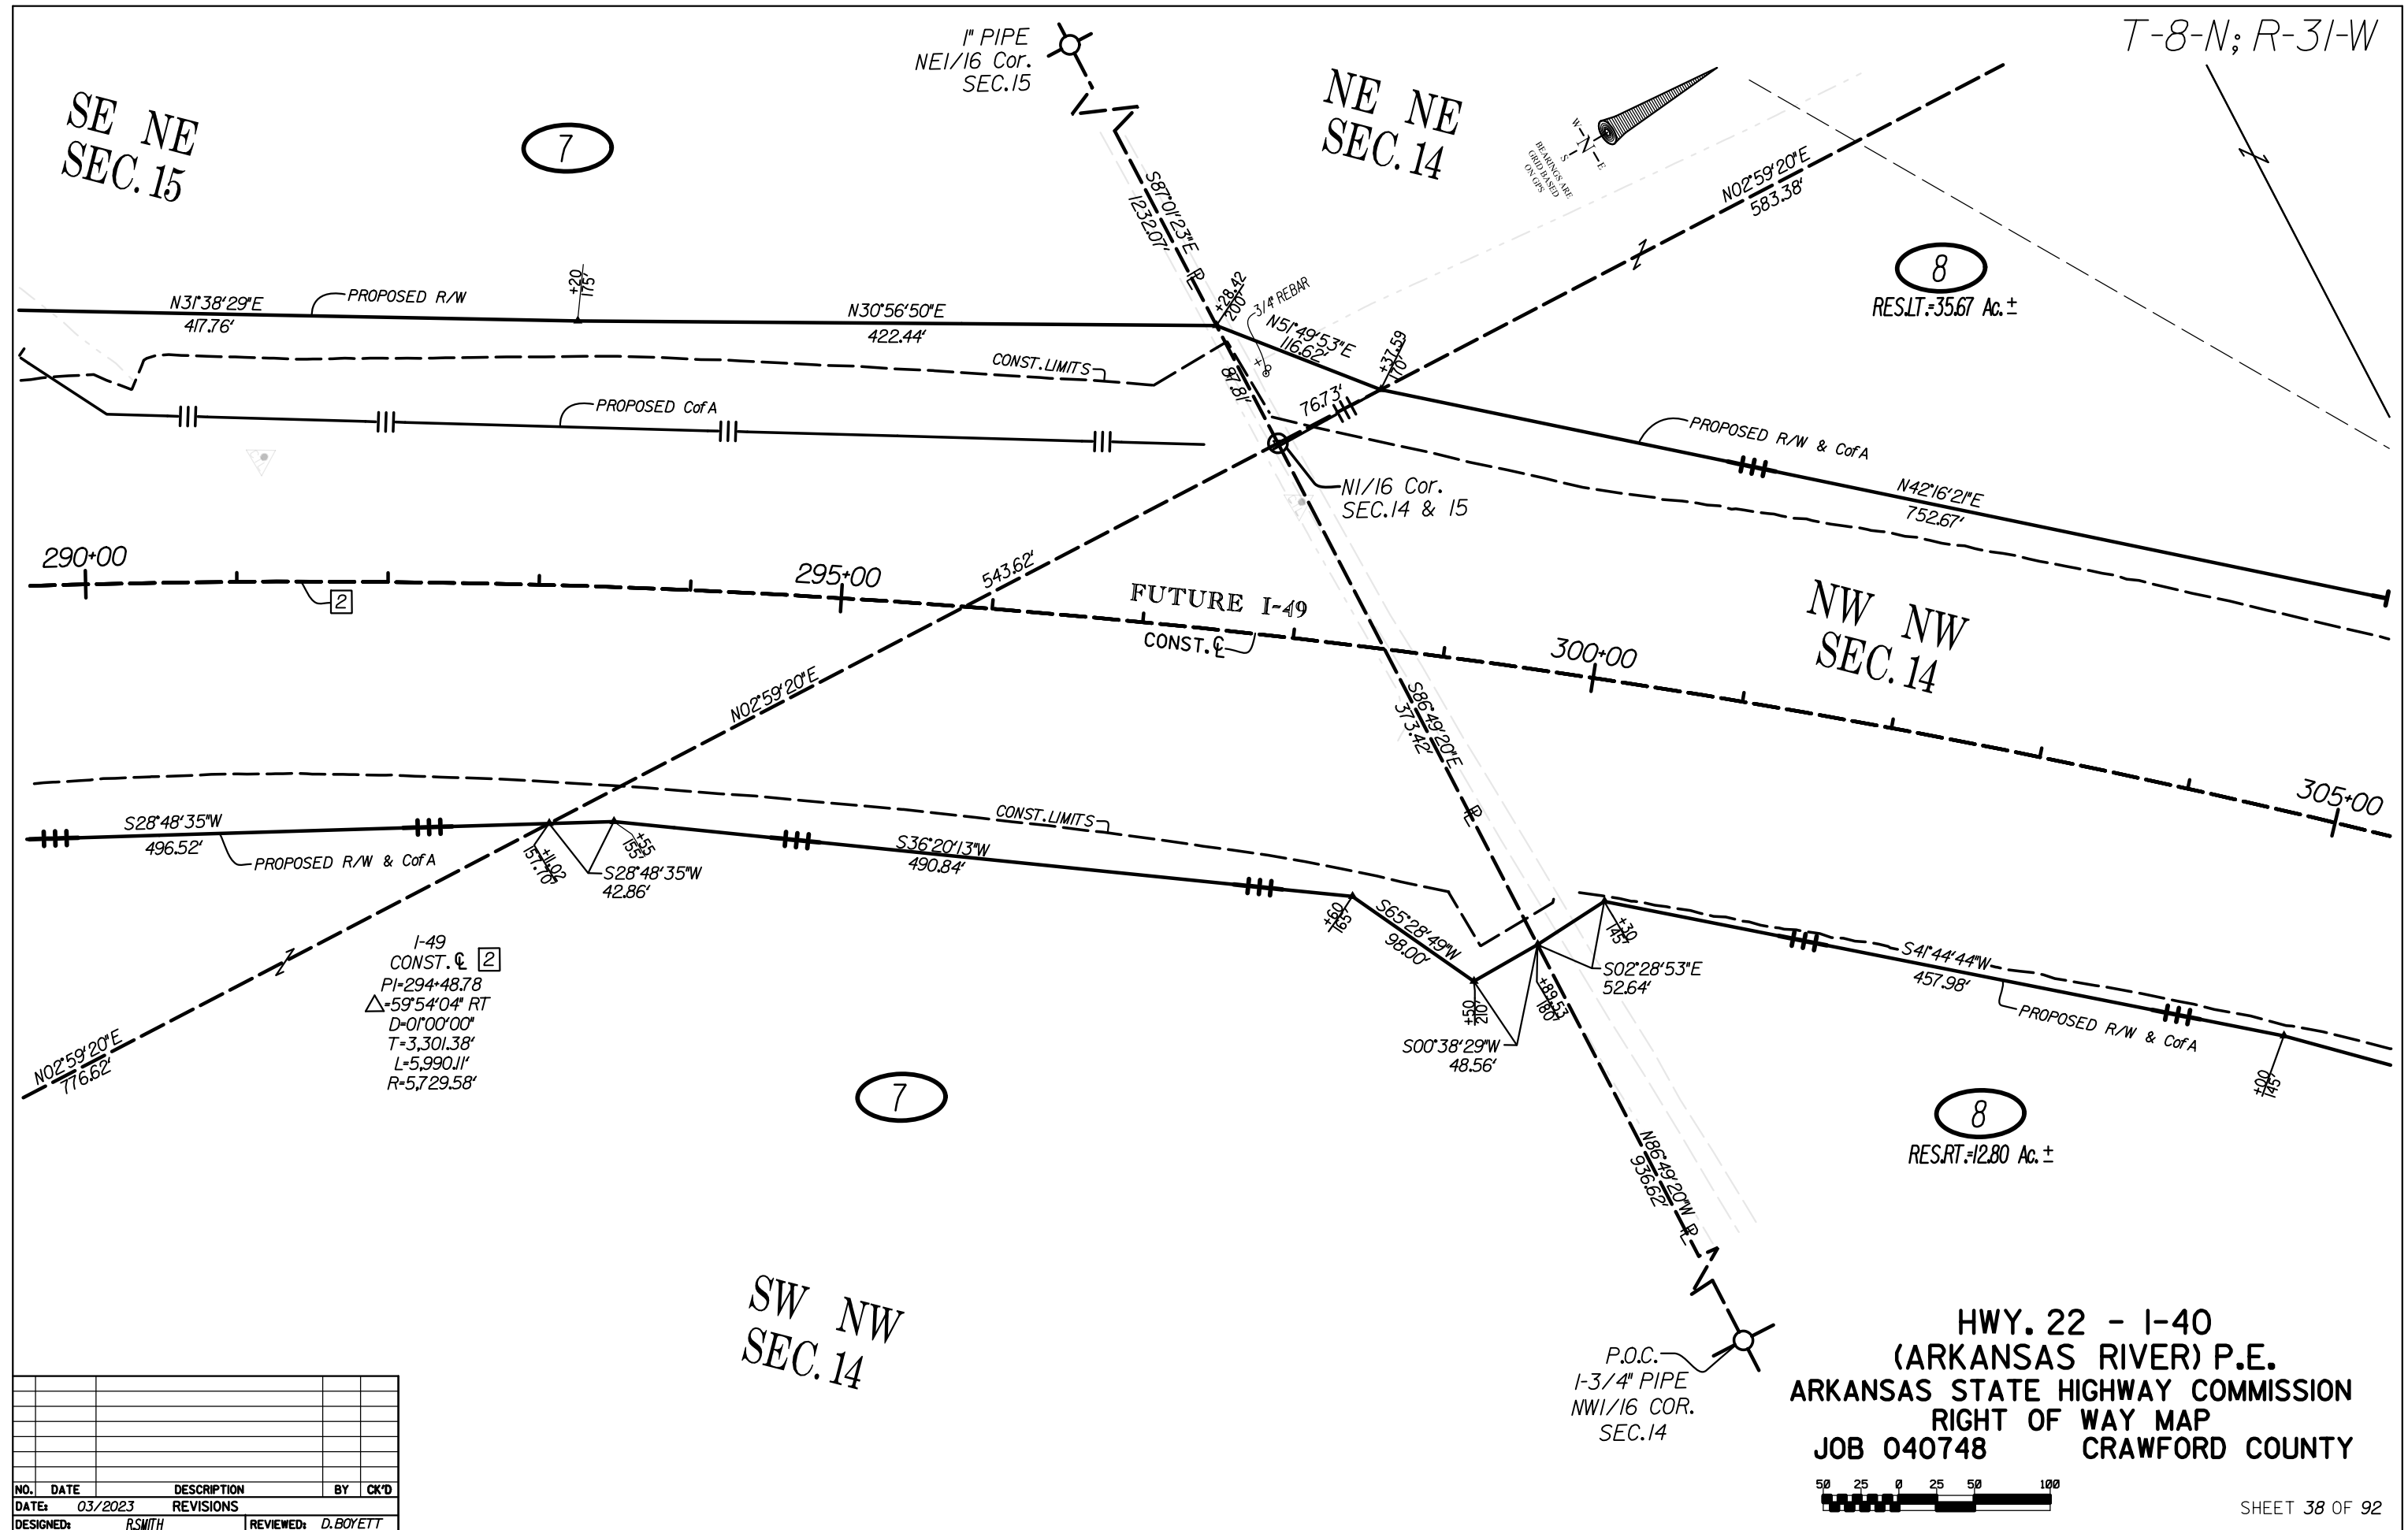 T-8-N; R-31-W
1" PIPE
NE1/16 Cor.
SEC.15
SE NE
SEC. 15
7
NE NE
SEC. 14
W
N
S
E
BEARINGS ARE
GRID BASED
ON GPS
N02°59'20"E
583.38'
8
RES.LT.=35.67 Ac.±
S87°01'23"E
1232.07'
PL
N31°38'29"E
417.76'
PROPOSED R/W
+20
175'
N30°56'50"E
422.44'
+28.42
200'
3/4" REBAR
N51°49'53"E
116.62'
+37.59
170'
CONST. LIMITS
87.81'
76.73'
PROPOSED CofA
PROPOSED R/W & CofA
N42°16'21"E
752.67'
N1/16 Cor.
SEC.14 & 15
290+00
2
295+00
543.62'
FUTURE I-49
CONST. CL
300+00
NW NW
SEC. 14
305+00
N02°59'20"E
S86°49'20"E
373.42'
PL
S28°48'35"W
496.52'
PROPOSED R/W & CofA
+11.02
157.70'
+55
155'
S28°48'35"W
42.86'
S36°20'13"W
490.84'
CONST. LIMITS
+60
165'
S65°28'49"W
98.00'
+50
210'
+89.53
180'
S00°38'29"W
48.56'
+30
145'
S02°28'53"E
52.64'
S41°44'44"W
457.98'
PROPOSED R/W & CofA
+00
145'
I-49
CONST. CL 2
PI=294+48.78
△=59°54'04" RT
D=01°00'00"
T=3,301.38'
L=5,990.11'
R=5,729.58'
N02°59'20"E
776.62'
7
8
RES.RT.=12.80 Ac.±
N86°49'20"W
936.62'
PL
SW NW
SEC. 14
P.O.C.
1-3/4" PIPE
NW1/16 COR.
SEC.14
HWY. 22 - I-40
(ARKANSAS RIVER) P.E.
ARKANSAS STATE HIGHWAY COMMISSION
RIGHT OF WAY MAP
JOB 040748 CRAWFORD COUNTY
50 25 0 25 50 100
SHEET 38 OF 92
NO. DATE DESCRIPTION BY CK'D
DATE: 03/2023 REVISIONS
DESIGNED: R.SMITH REVIEWED: D.BOYETT